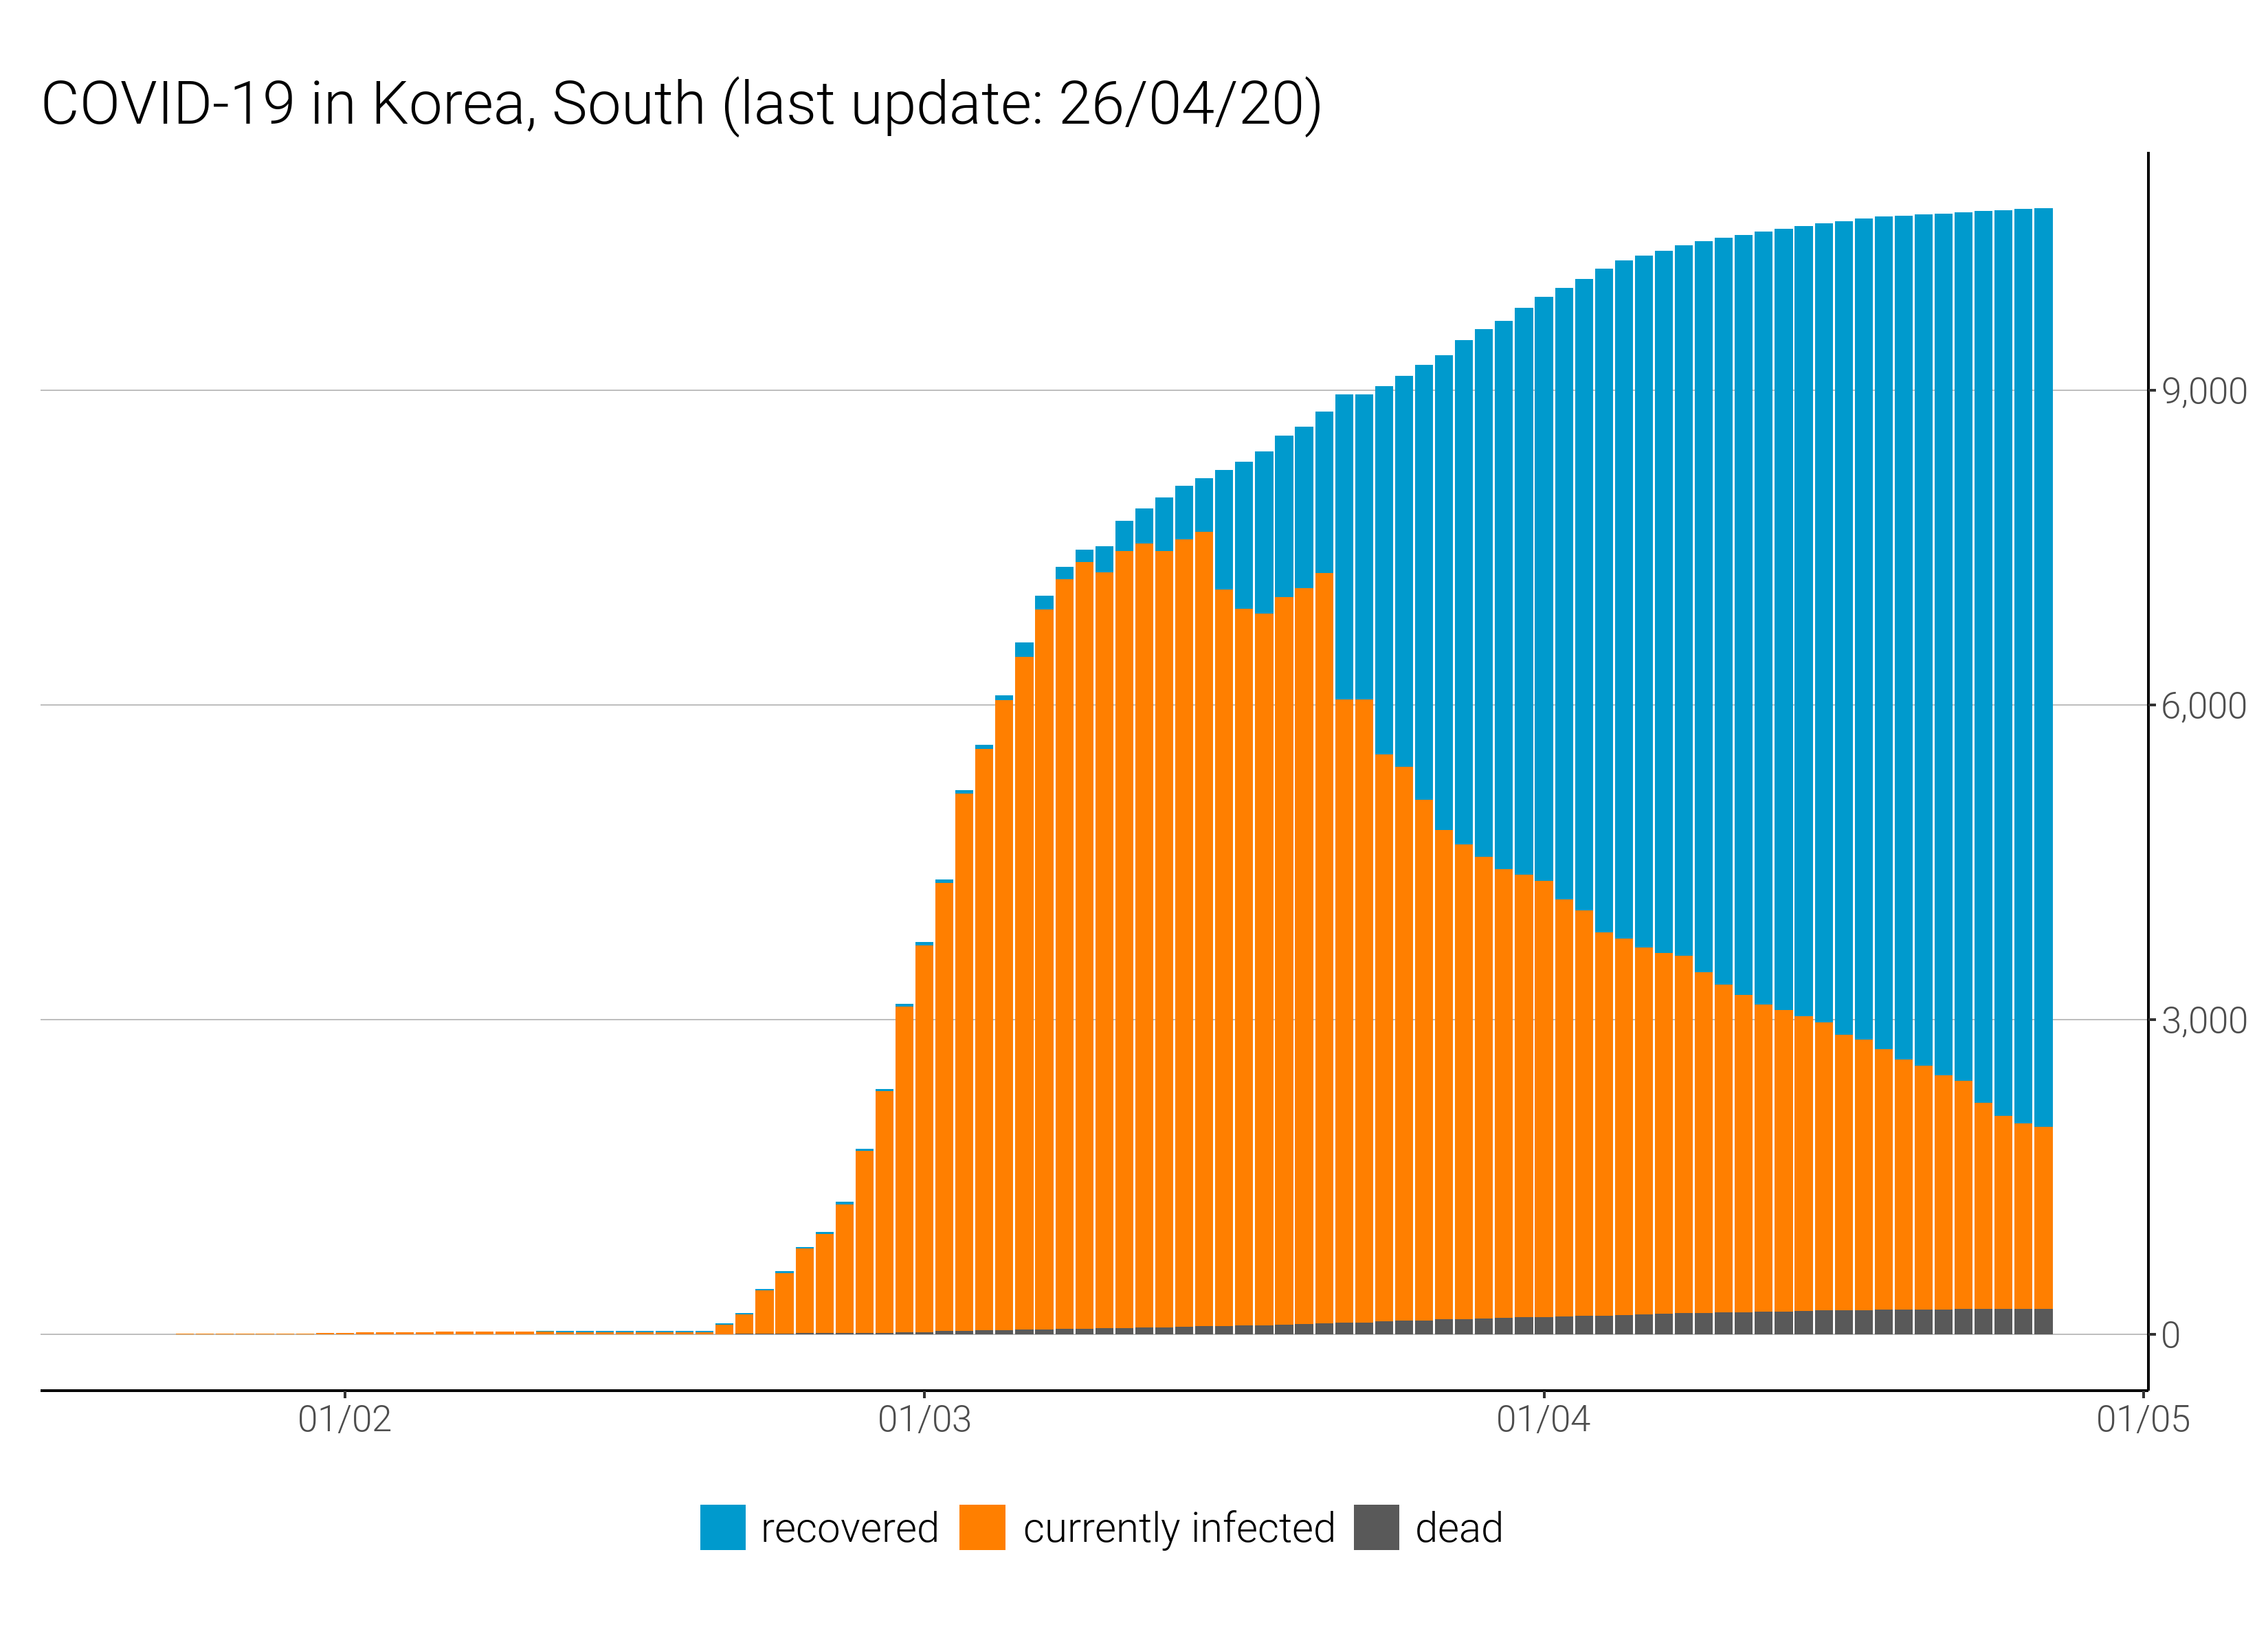 COVID-19 in Korea, South (last update: 26/04/20)
9,000
6,000
3,000
0
01/02 01/03 01/04 01/05
recovered currently infected dead